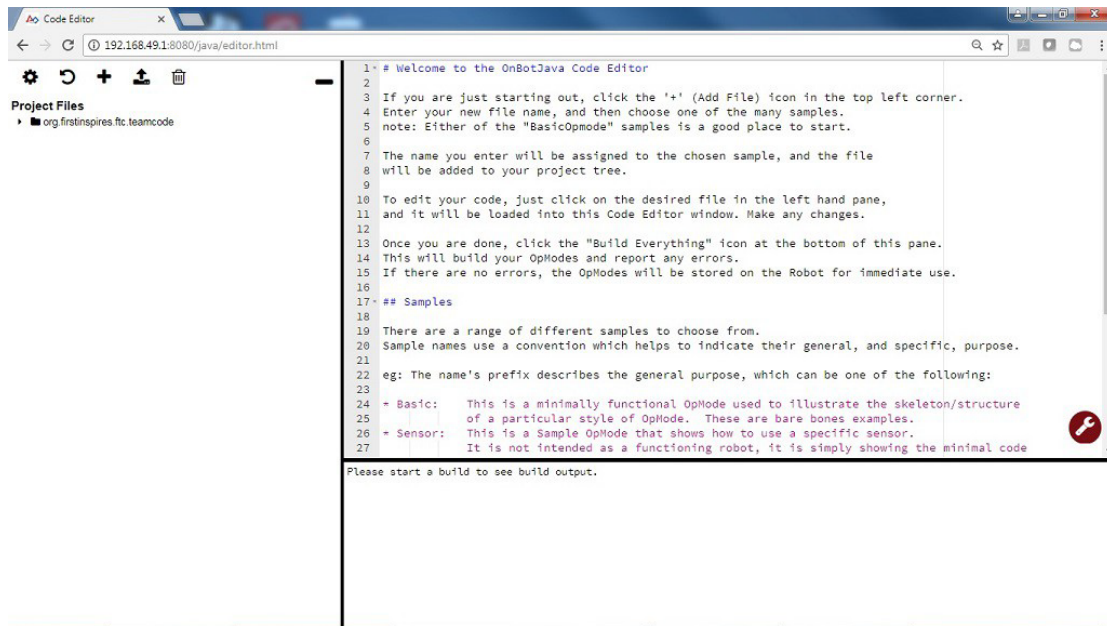 Code Editor
192.168.49.1:8080/java/editor.html
Project Files
org.firstinspires.ftc.teamcode
1 # Welcome to the OnBotJava Code Editor
2
3 If you are just starting out, click the '+' (Add File) icon in the top left corner.
4 Enter your new file name, and then choose one of the many samples.
5 note: Either of the "BasicOpmode" samples is a good place to start.
6
7 The name you enter will be assigned to the chosen sample, and the file
8 will be added to your project tree.
9
10 To edit your code, just click on the desired file in the left hand pane,
11 and it will be loaded into this Code Editor window. Make any changes.
12
13 Once you are done, click the "Build Everything" icon at the bottom of this pane.
14 This will build your OpModes and report any errors.
15 If there are no errors, the OpModes will be stored on the Robot for immediate use.
16
17 ## Samples
18
19 There are a range of different samples to choose from.
20 Sample names use a convention which helps to indicate their general, and specific, purpose.
21
22 eg: The name's prefix describes the general purpose, which can be one of the following:
23
24 * Basic: This is a minimally functional OpMode used to illustrate the skeleton/structure
25 of a particular style of OpMode. These are bare bones examples.
26 * Sensor: This is a Sample OpMode that shows how to use a specific sensor.
27 It is not intended as a functioning robot, it is simply showing the minimal code
Please start a build to see build output.